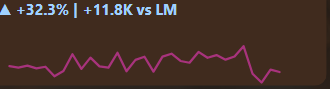 ▲ +32.3% | +11.8K vs LM